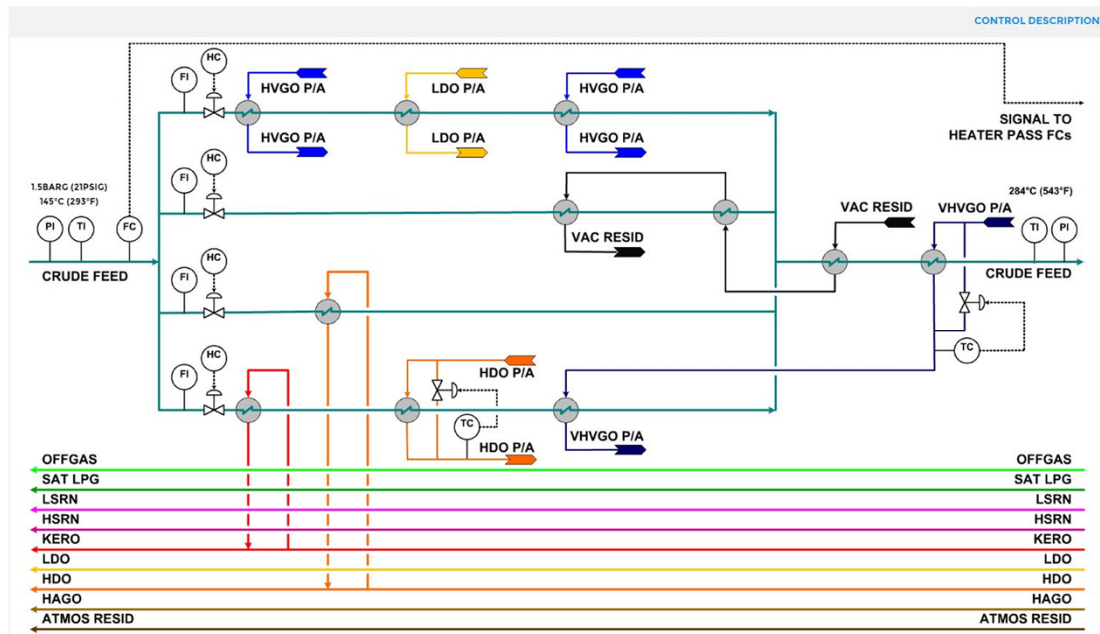 CONTROL DESCRIPTION
HC
FI
HVGO P/A
LDO P/A
HVGO P/A
SIGNAL TO
HEATER PASS FCs
HVGO P/A
LDO P/A
HVGO P/A
HC
FI
1.5BARG (21PSIG)
145°C (293°F)
284°C (543°F)
VAC RESID
VHVGO P/A
PI
TI
FC
TI
PI
VAC RESID
HC
FI
CRUDE FEED
CRUDE FEED
HC
FI
TC
HDO P/A
TC
HDO P/A
VHVGO P/A
OFFGAS
OFFGAS
SAT LPG
SAT LPG
LSRN
LSRN
HSRN
HSRN
KERO
KERO
LDO
LDO
HDO
HDO
HAGO
HAGO
ATMOS RESID
ATMOS RESID